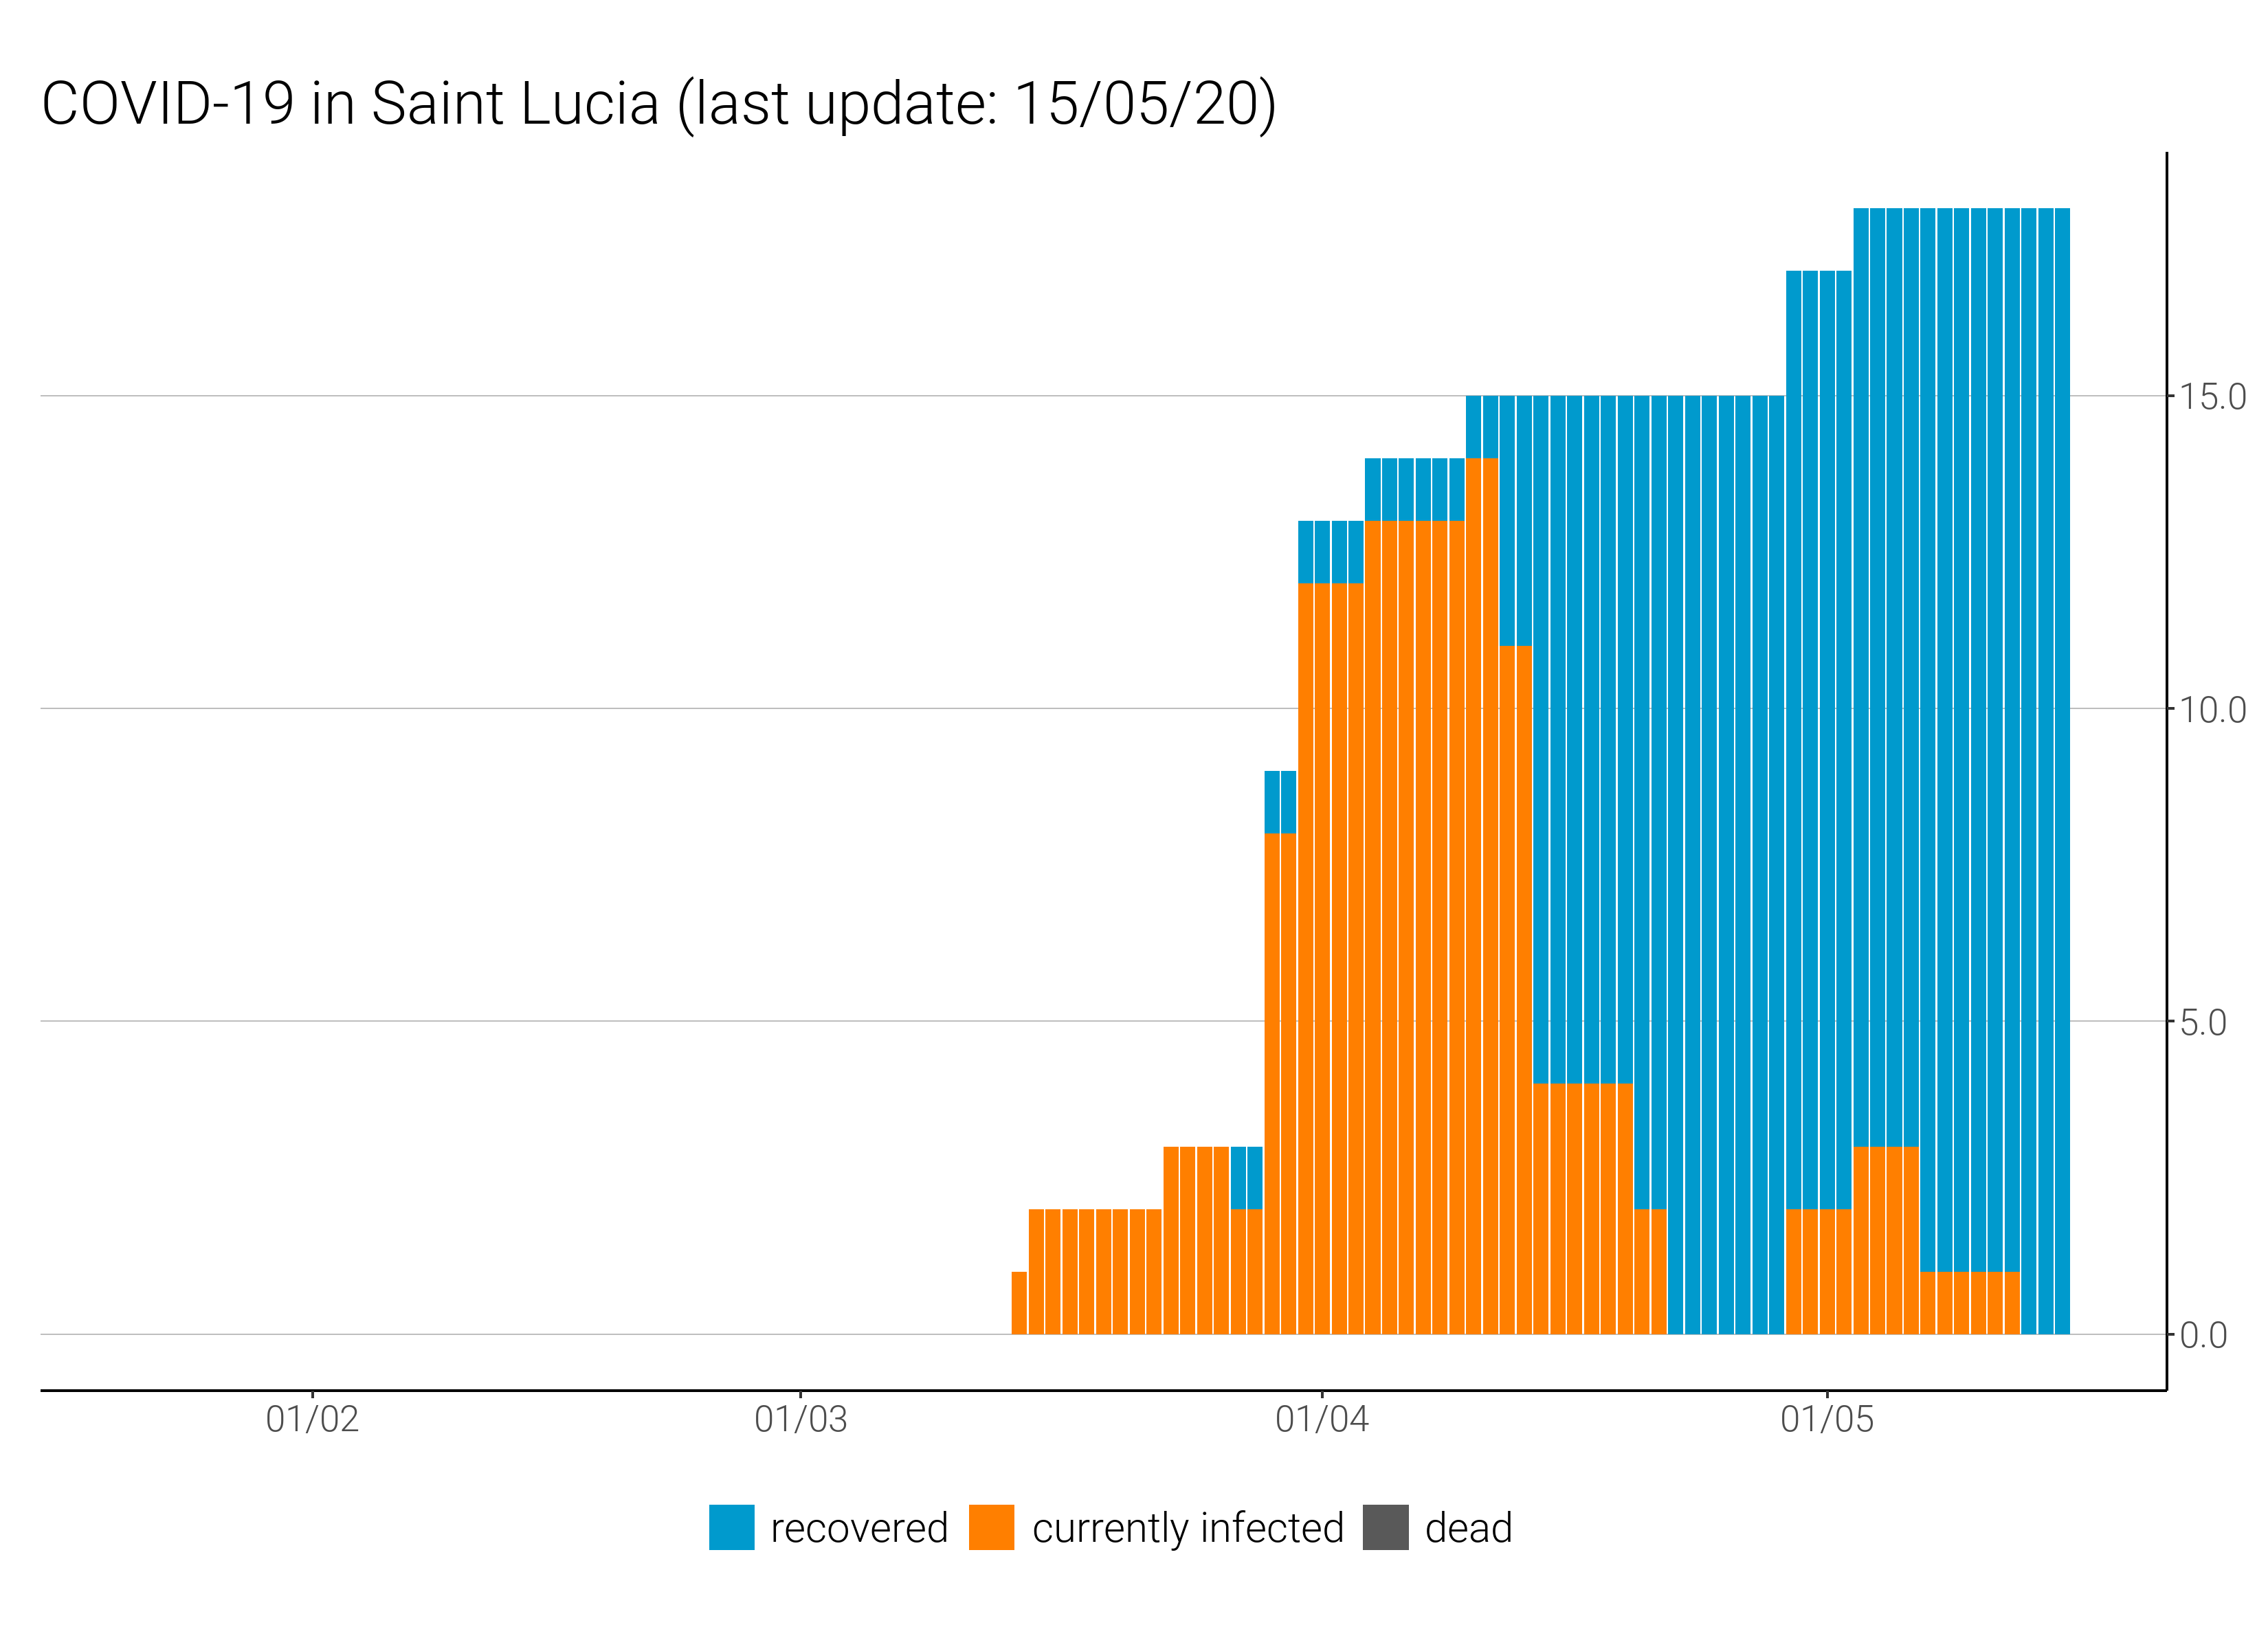 COVID-19 in Saint Lucia (last update: 15/05/20)
15.0
10.0
5.0
0.0
01/02 01/03 01/04 01/05
recovered currently infected dead